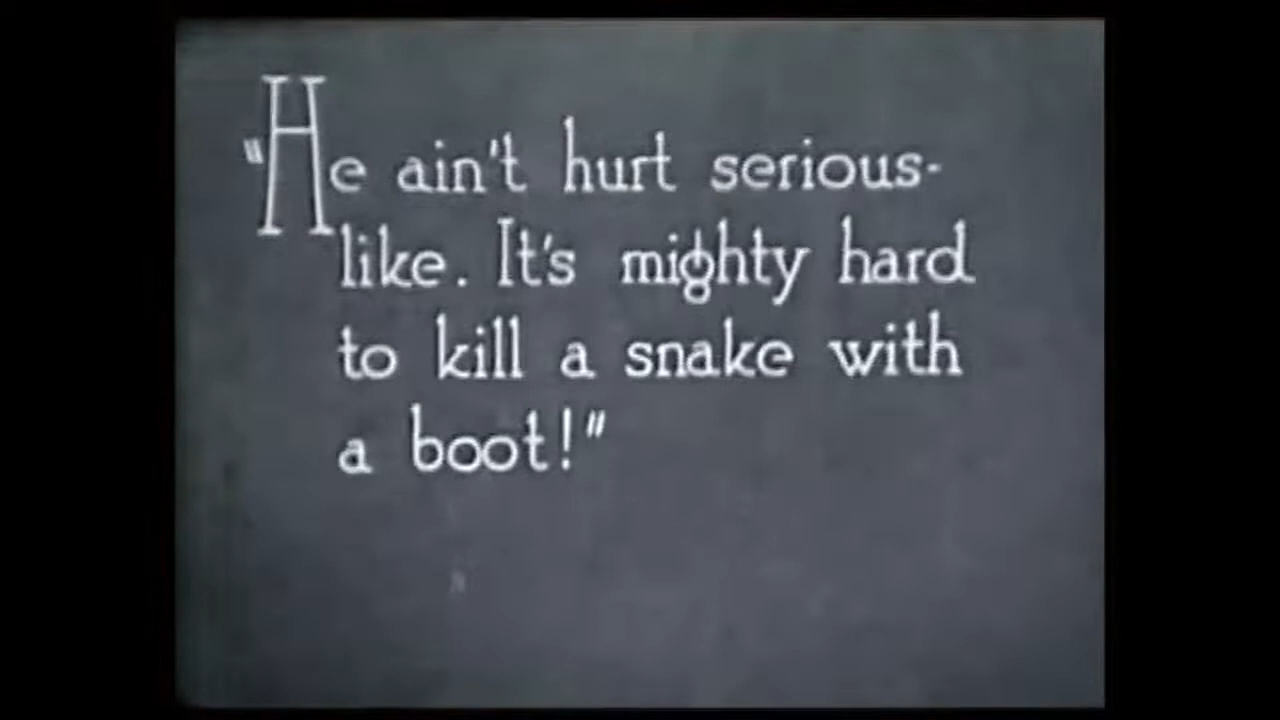 "He ain't hurt serious-
like. It's mighty hard
to kill a snake with
a boot!"